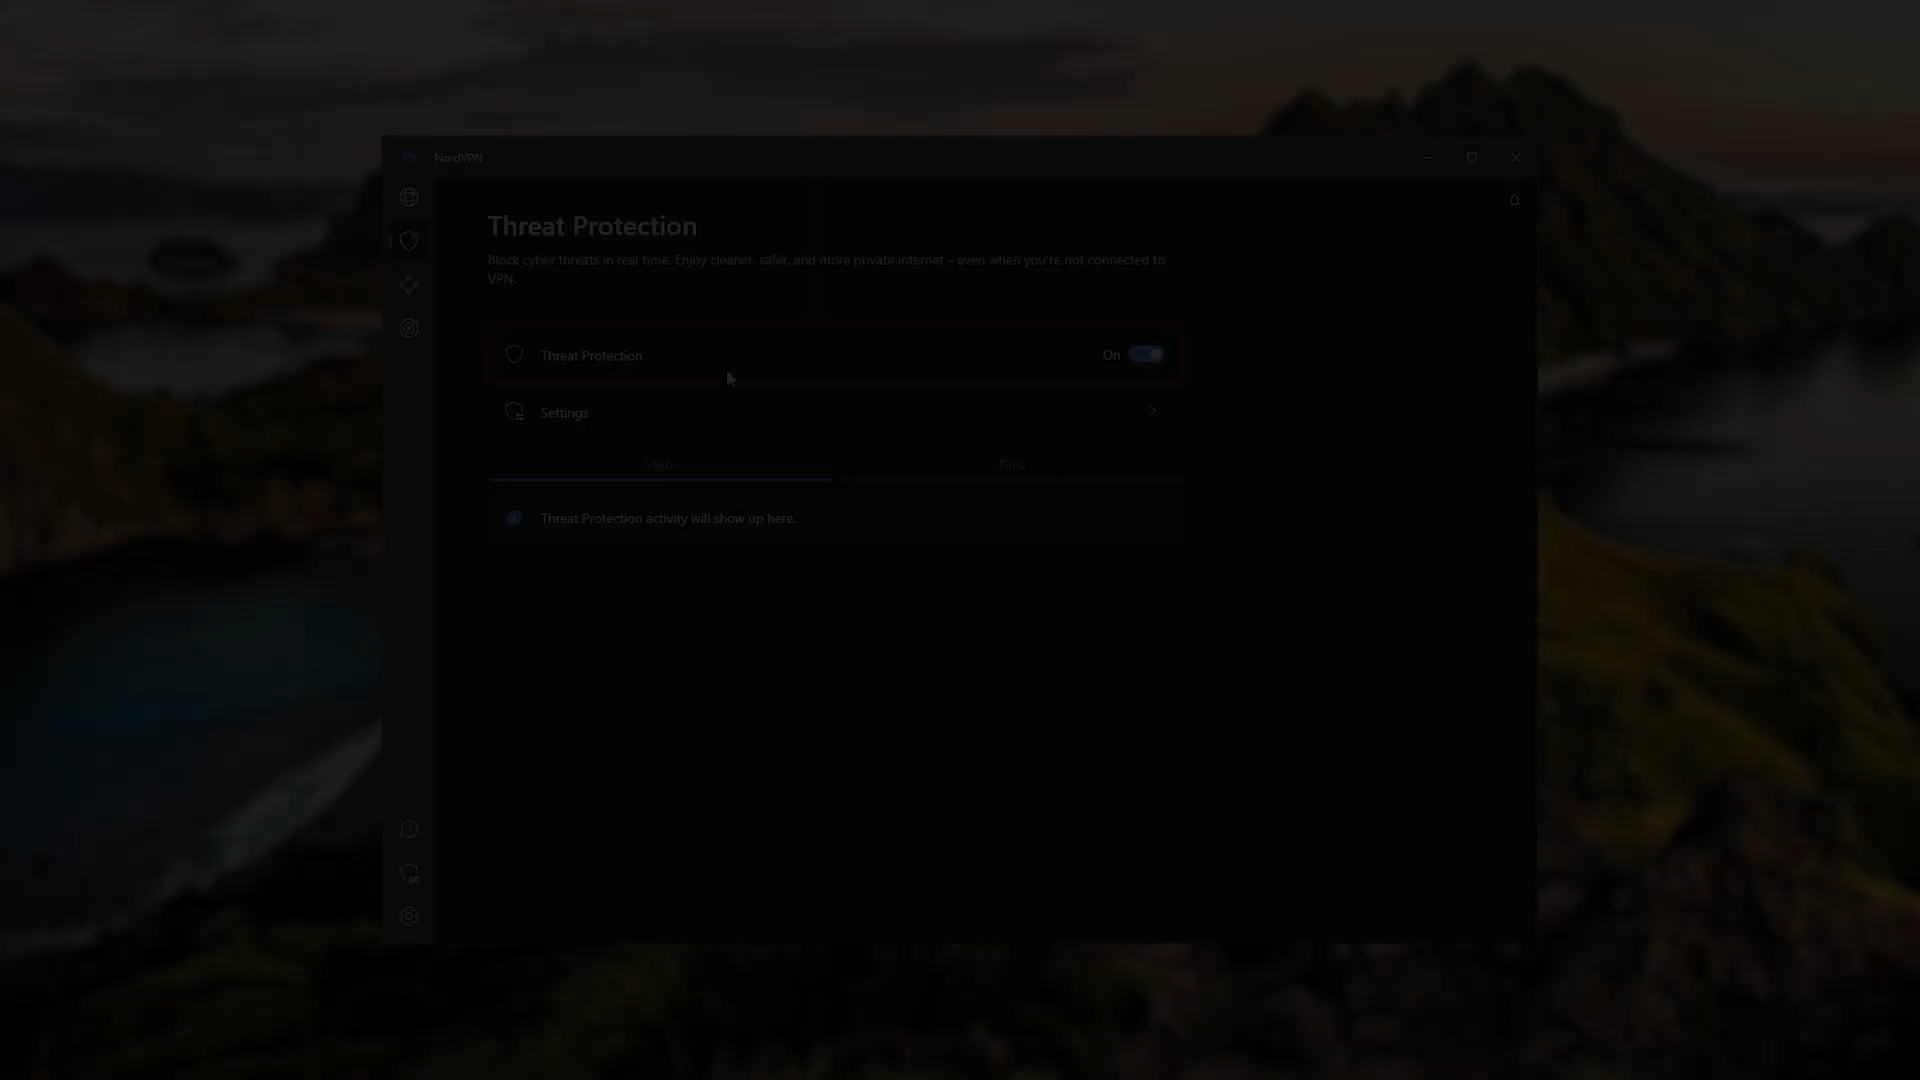 NordVPN
Threat Protection
Block cyber threats in real time. Enjoy cleaner, safer, and more private internet – even when you're not connected to
VPN.
Threat Protection On
Settings
Web Files
Threat Protection activity will show up here.
30